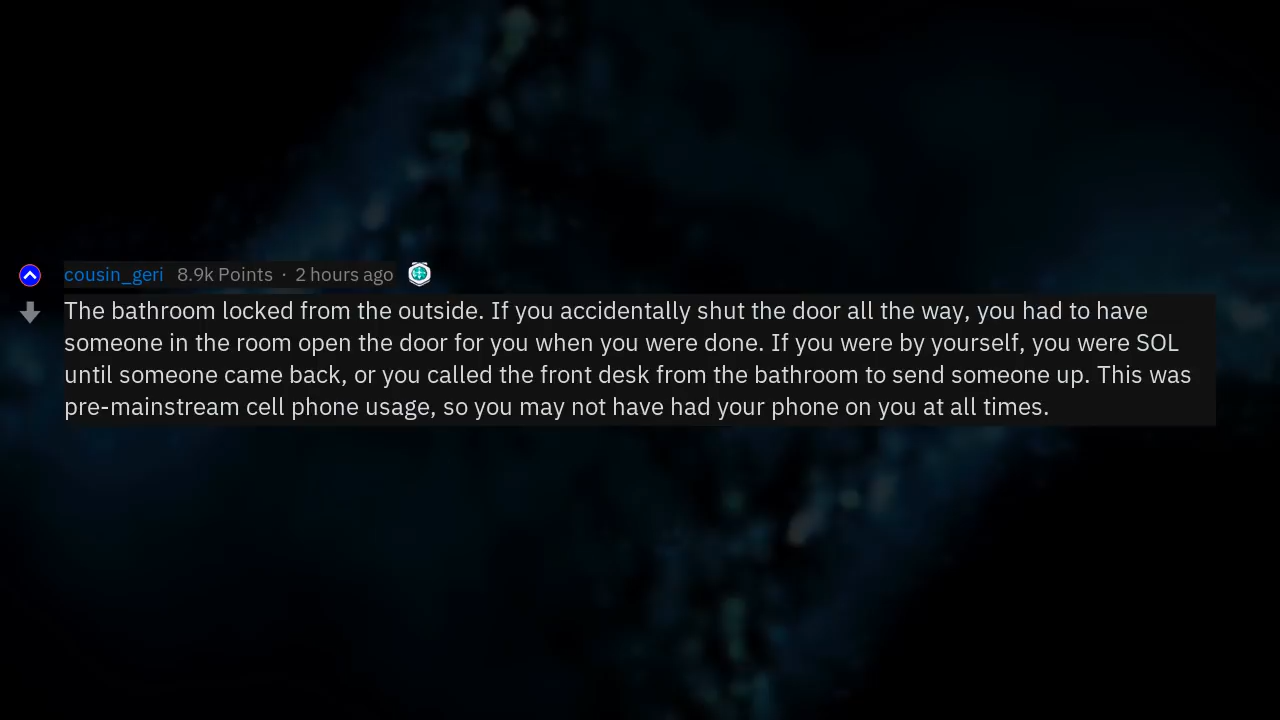 cousin_geri 8.9k Points · 2 hours ago
The bathroom locked from the outside. If you accidentally shut the door all the way, you had to have
someone in the room open the door for you when you were done. If you were by yourself, you were SOL
until someone came back, or you called the front desk from the bathroom to send someone up. This was
pre-mainstream cell phone usage, so you may not have had your phone on you at all times.